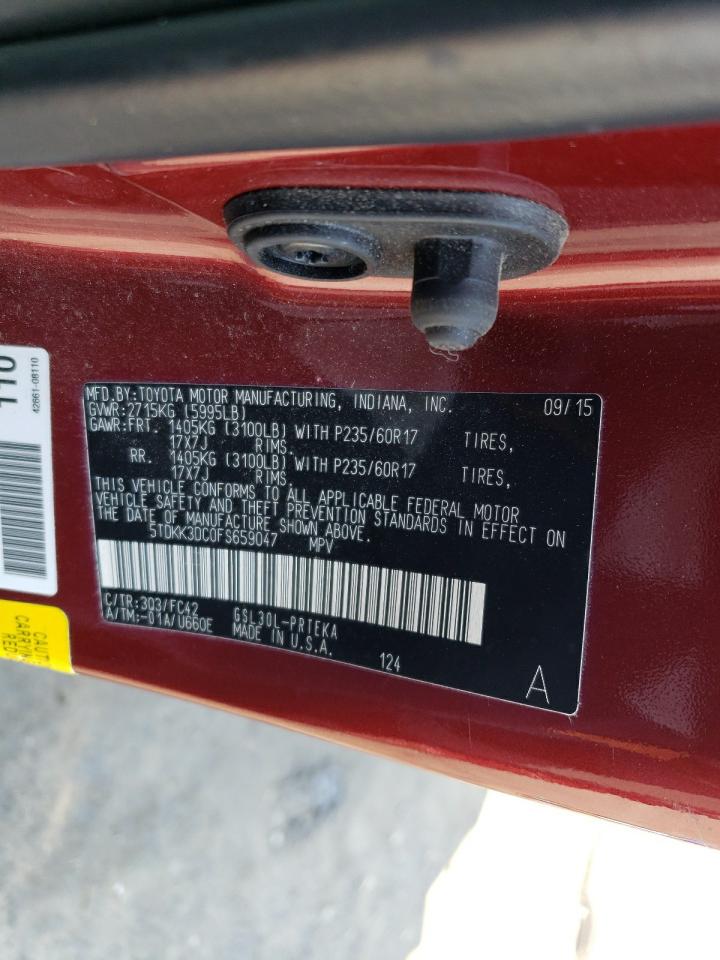 MFD.BY:TOYOTA MOTOR MANUFACTURING, INDIANA, INC. 09/15
GVWR:2715KG (5995LB)
GAWR:FRT. 1405KG (3100LB) WITH P235/60R17 TIRES,
17X7J RIMS.
RR. 1405KG (3100LB) WITH P235/60R17 TIRES,
17X7J RIMS.
THIS VEHICLE CONFORMS TO ALL APPLICABLE FEDERAL MOTOR
VEHICLE SAFETY AND THEFT PREVENTION STANDARDS IN EFFECT ON
THE DATE OF MANUFACTURE SHOWN ABOVE.
5TDKK3DC0FS659047 MPV
C/TR:3Q3/FC42 GSL30L-PRIEKA
A/TM:-01A/U660E MADE IN U.S.A.
124
A
42661-08110